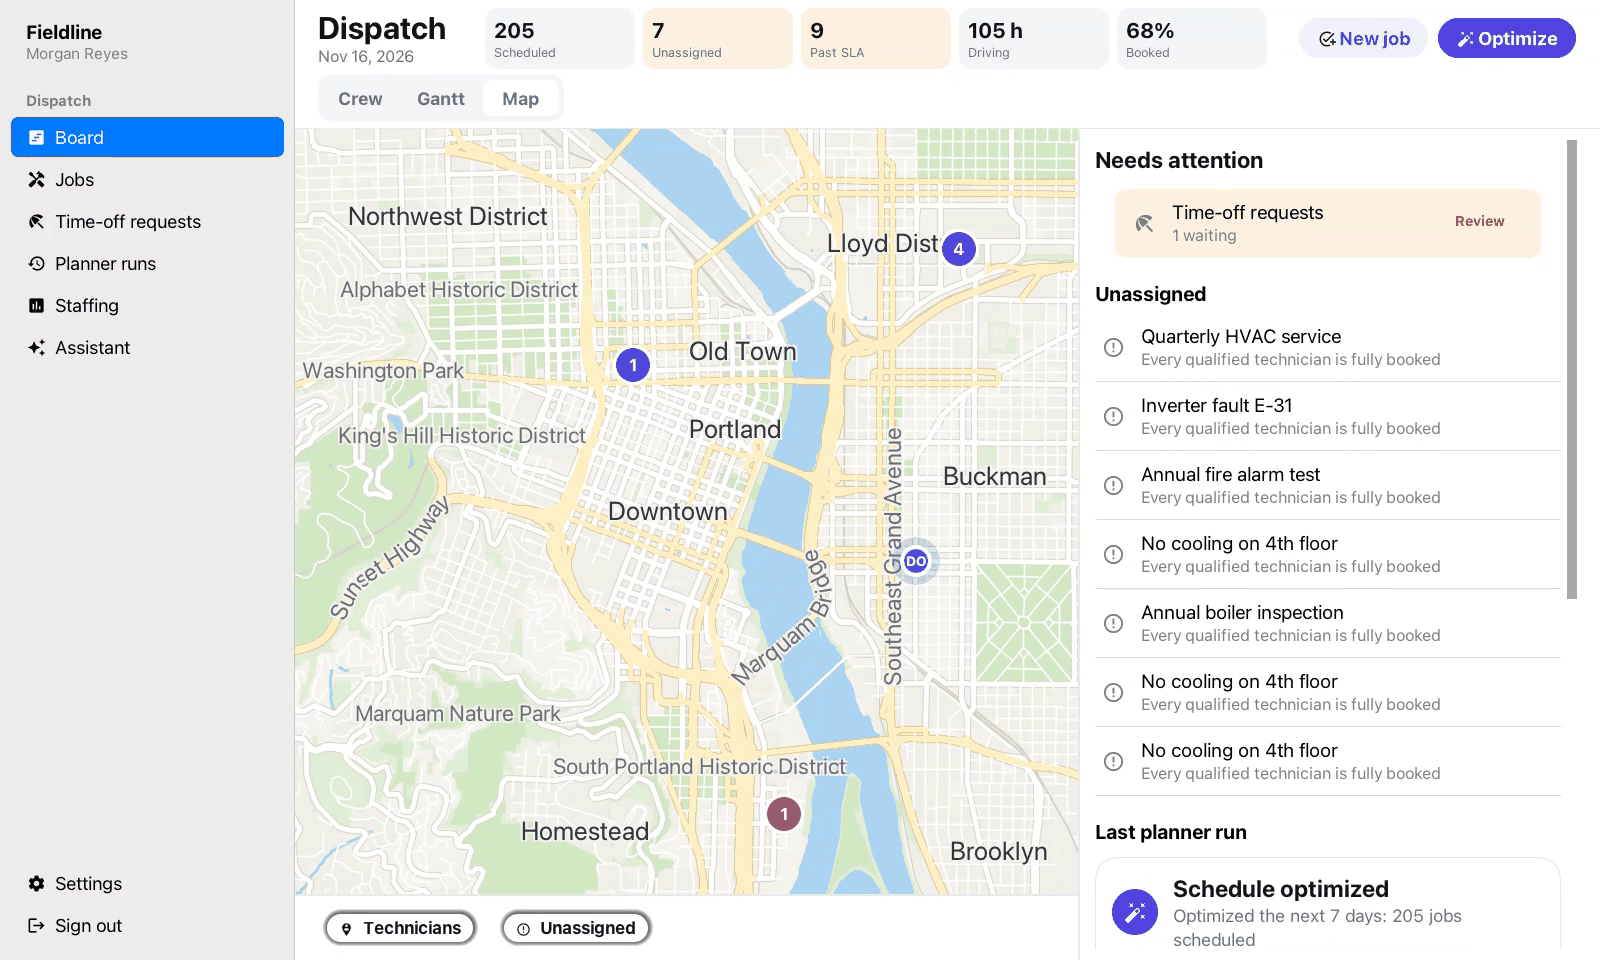 Fieldline
Morgan Reyes
Dispatch
Board
Jobs
Time-off requests
Planner runs
Staffing
Assistant
Settings
Sign out
Dispatch
Nov 16, 2026
205
Scheduled
7
Unassigned
9
Past SLA
105 h
Driving
68%
Booked
New job
Optimize
Crew
Gantt
Map
Northwest District
Lloyd Dist
4
Alphabet Historic District
Old Town
1
Washington Park
Portland
King's Hill Historic District
Buckman
Downtown
Southeast Grand Avenue
DO
Sunset Highway
Marquam Bridge
Marquam Nature Park
South Portland Historic District
1
Homestead
Brooklyn
Technicians
Unassigned
Needs attention
Time-off requests
1 waiting
Review
Unassigned
Quarterly HVAC service
Every qualified technician is fully booked
Inverter fault E-31
Every qualified technician is fully booked
Annual fire alarm test
Every qualified technician is fully booked
No cooling on 4th floor
Every qualified technician is fully booked
Annual boiler inspection
Every qualified technician is fully booked
No cooling on 4th floor
Every qualified technician is fully booked
No cooling on 4th floor
Every qualified technician is fully booked
Last planner run
Schedule optimized
Optimized the next 7 days: 205 jobs
scheduled